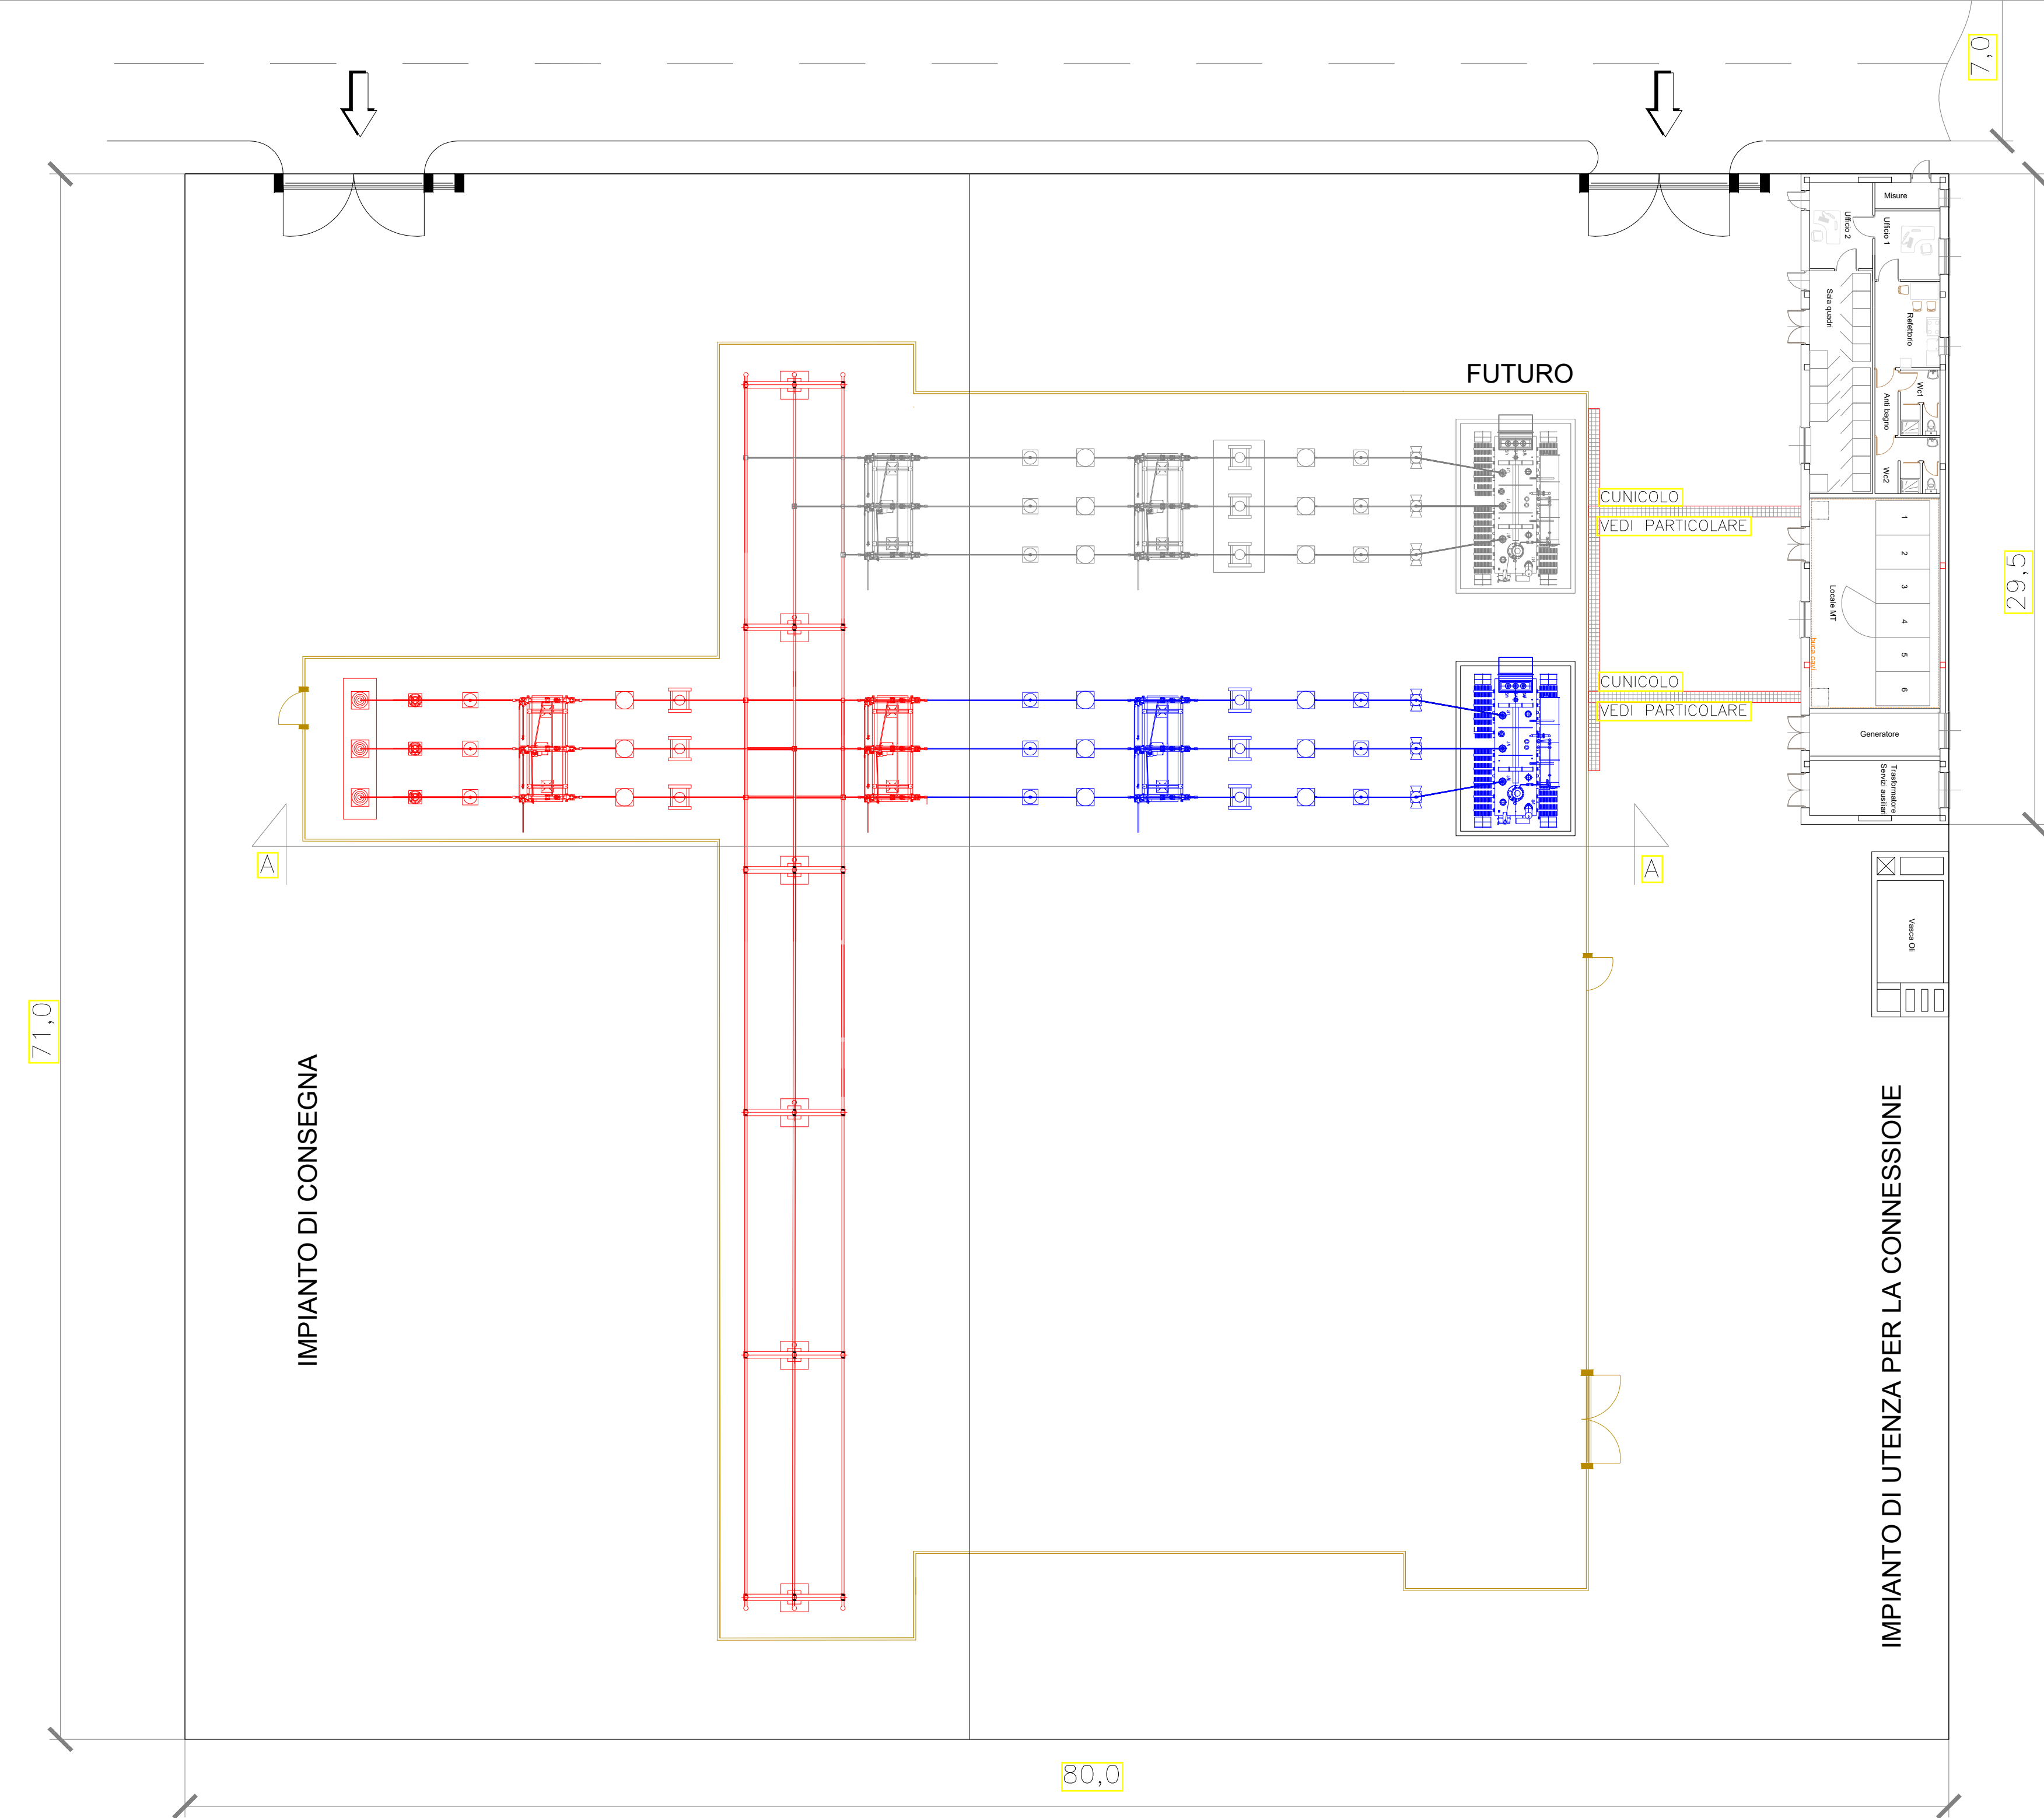 7,0
Misure
Ufficio 2
Ufficio 1
Sala quadri
Refettorio
FUTURO
Wc1
Anti bagno
Wc2
CUNICOLO
VEDI PARTICOLARE
1
2
3
4
5
6
Locale MT
buca cavi
29,5
CUNICOLO
VEDI PARTICOLARE
Generatore
Trasformatore
Servizi ausiliari
A
A
Vasca Oli
71,0
IMPIANTO DI CONSEGNA
IMPIANTO DI UTENZA PER LA CONNESSIONE
80,0